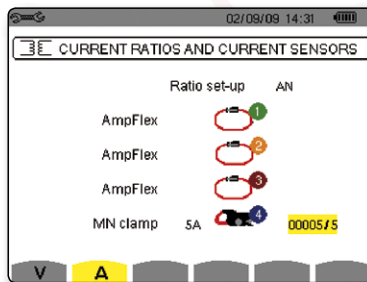 02/09/09 14:31
CURRENT RATIOS AND CURRENT SENSORS
Ratio set-up AN
AmpFlex 1
AmpFlex 2
AmpFlex 3
MN clamp 5A 4 00005/5
V A